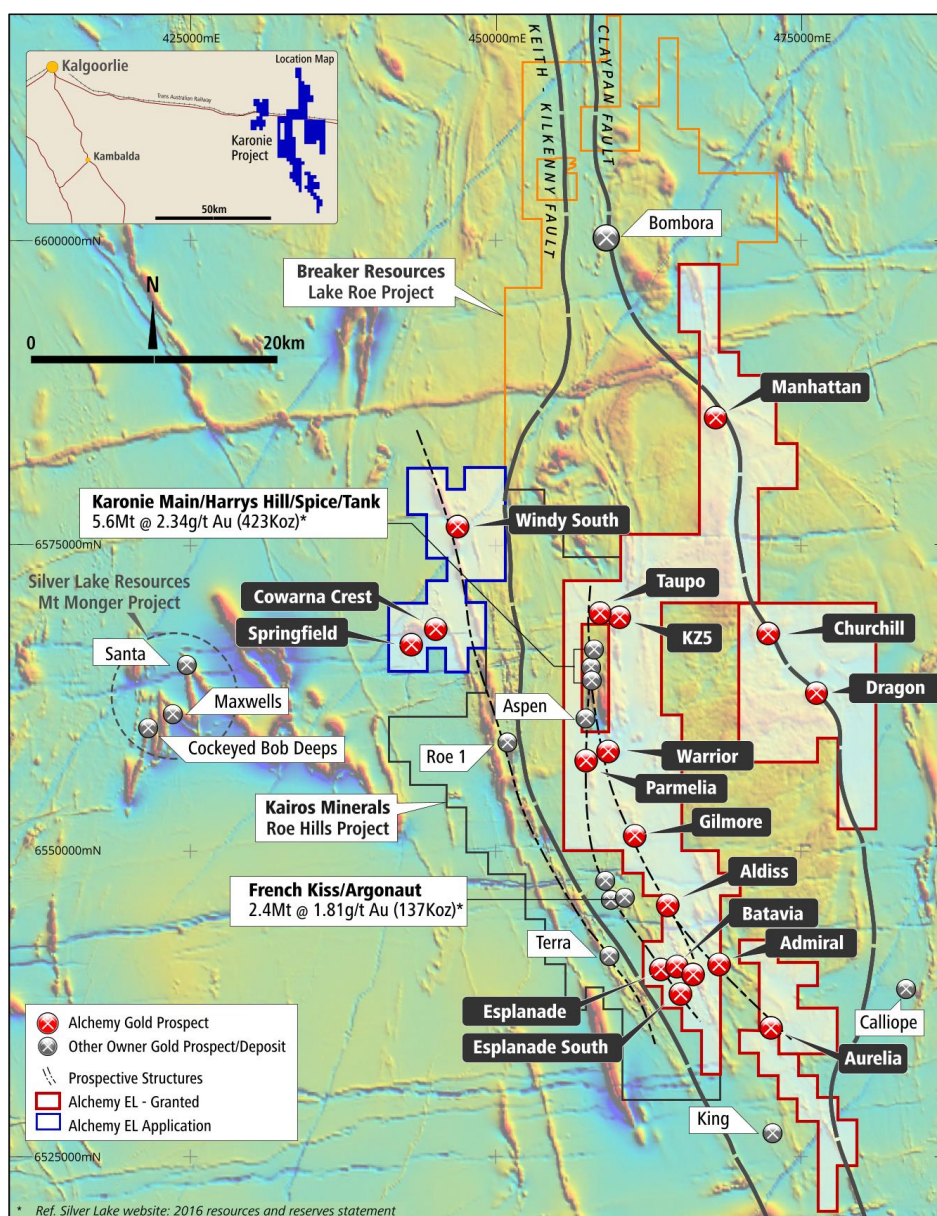 425000mE
450000mE
475000mE
Kalgoorlie
Location Map
Trans Australian Railway
Karonie
Project
Kambalda
50km
KEITH - KILKENNY FAULT
CLAYPAN FAULT
Bombora
6600000mN
Breaker Resources
Lake Roe Project
N
0
20km
Manhattan
Karonie Main/Harrys Hill/Spice/Tank
5.6Mt @ 2.34g/t Au (423Koz)*
Windy South
6575000mN
Silver Lake Resources
Mt Monger Project
Taupo
Cowarna Crest
KZ5
Springfield
Churchill
Santa
Dragon
Maxwells
Aspen
Cockeyed Bob Deeps
Roe 1
Warrior
Parmelia
Kairos Minerals
Roe Hills Project
Gilmore
6550000mN
Aldiss
French Kiss/Argonaut
2.4Mt @ 1.81g/t Au (137Koz)*
Batavia
Terra
Admiral
Esplanade
Calliope
Esplanade South
Aurelia
King
Alchemy Gold Prospect
Other Owner Gold Prospect/Deposit
Prospective Structures
Alchemy EL - Granted
Alchemy EL Application
6525000mN
* Ref. Silver Lake website: 2016 resources and reserves statement